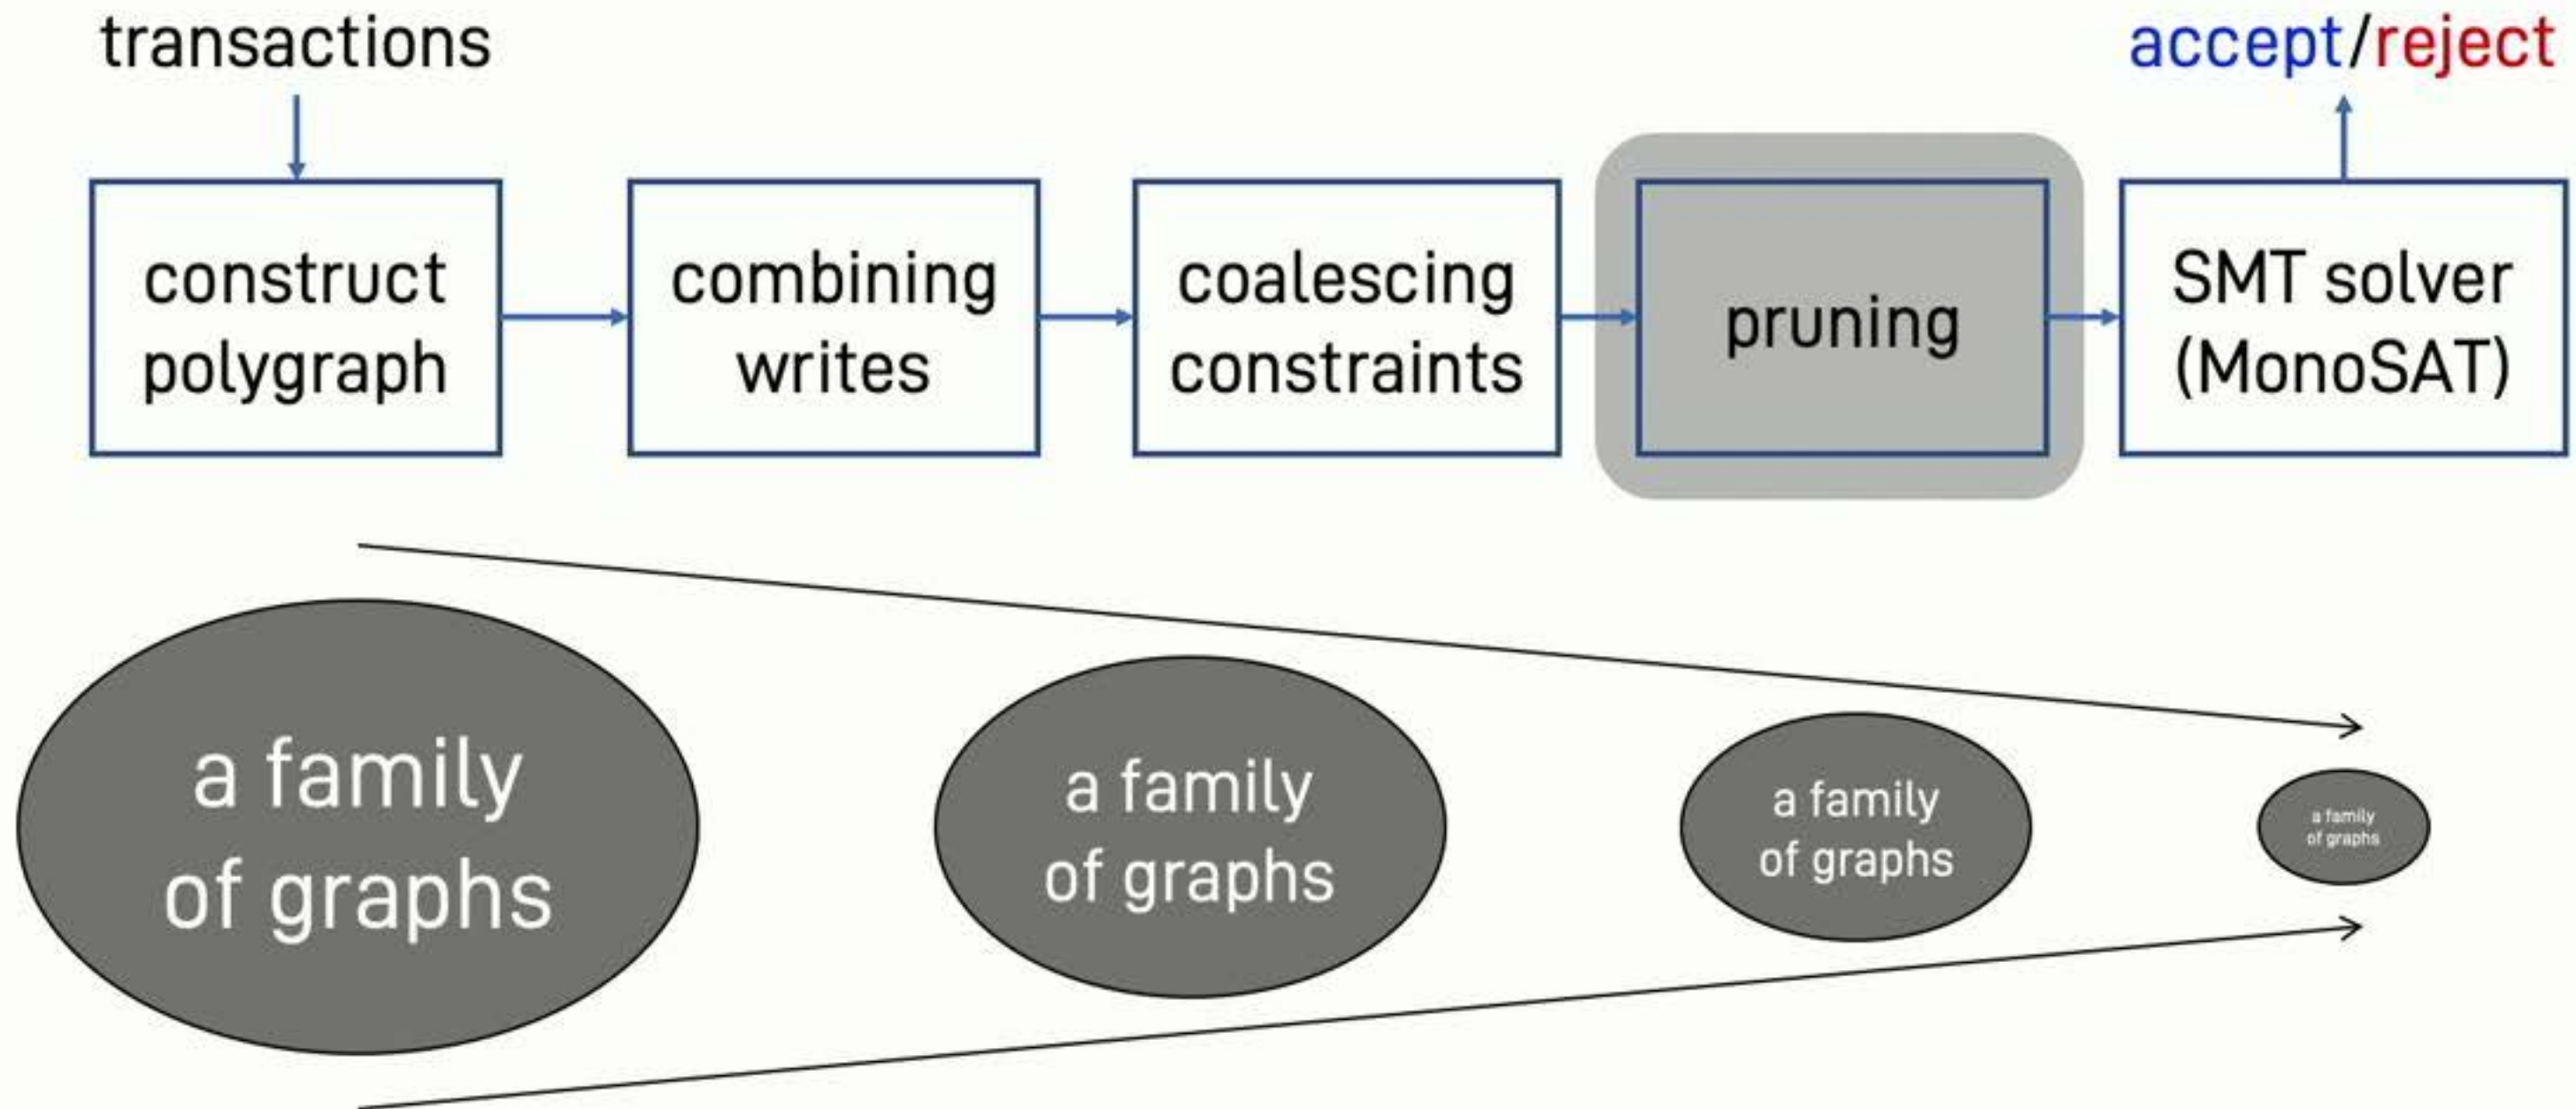 transactions
accept/reject
construct
polygraph
combining
writes
coalescing
constraints
pruning
SMT solver
(MonoSAT)
a family
of graphs
a family
of graphs
a family
of graphs
a family
of graphs